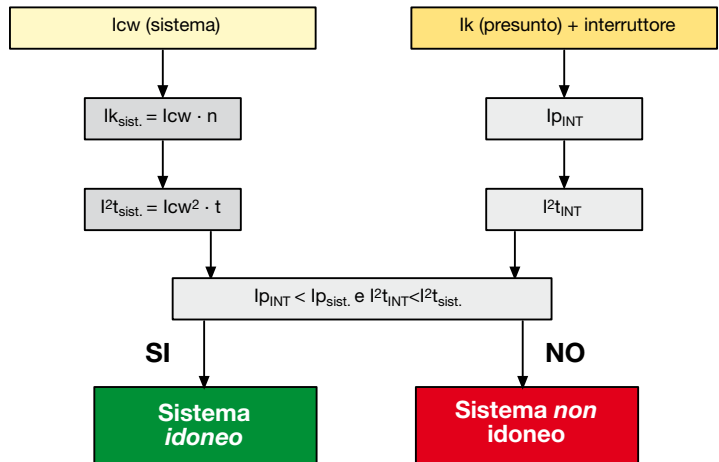 Icw (sistema)
Ik (presunto) + interruttore
Ik_sist. = Icw · n
Ip_INT
I²t_sist. = Icw² · t
I²t_INT
Ip_INT < Ip_sist. e I²t_INT<I²t_sist.
SI
NO
Sistema
idoneo
Sistema non
idoneo